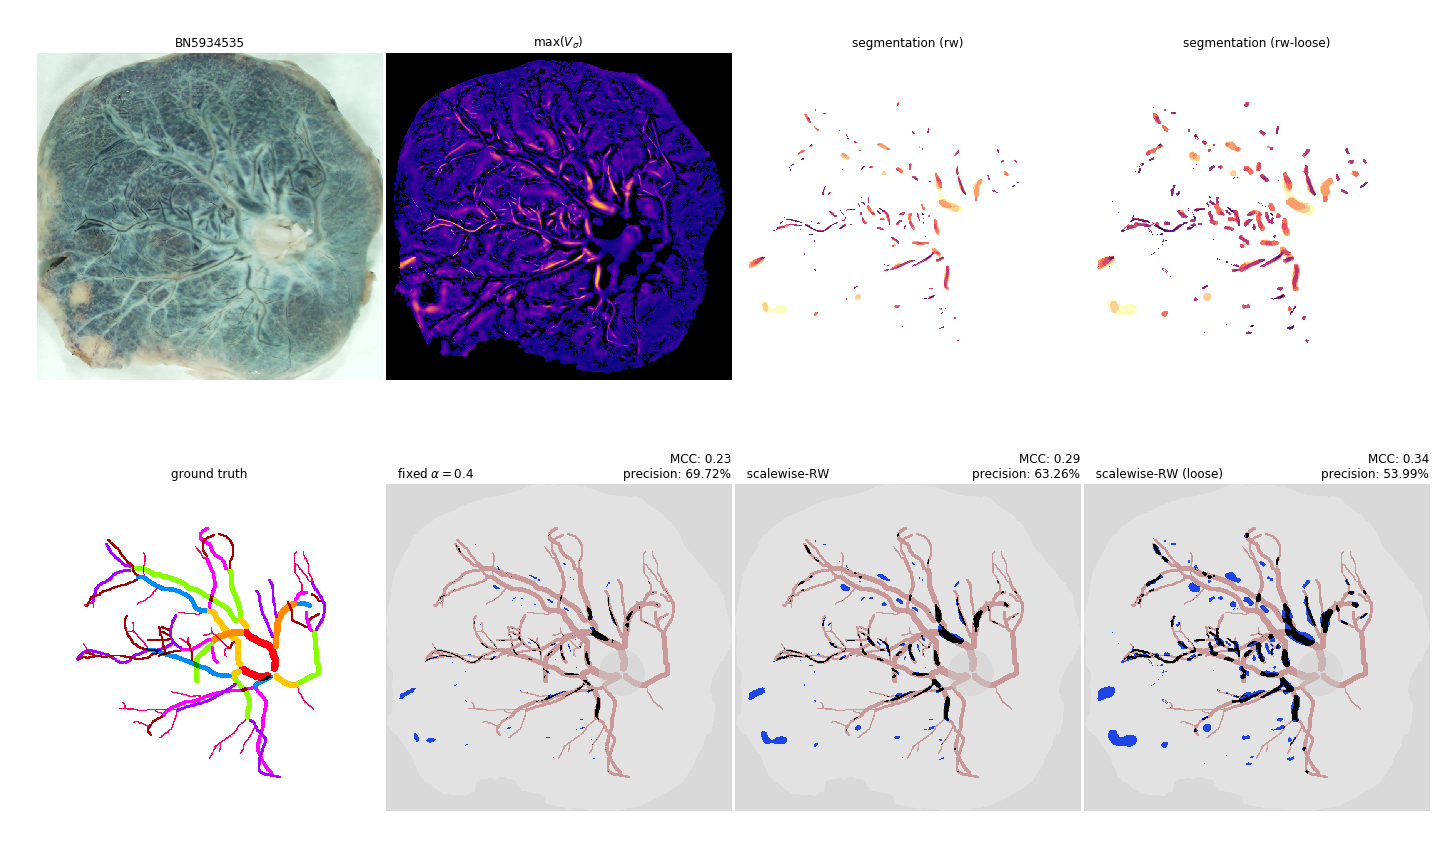 BN5934535
max(V_σ)
segmentation (rw)
segmentation (rw-loose)
ground truth
fixed α = 0.4
MCC: 0.23
precision: 69.72%
scalewise-RW
MCC: 0.29
precision: 63.26%
scalewise-RW (loose)
MCC: 0.34
precision: 53.99%